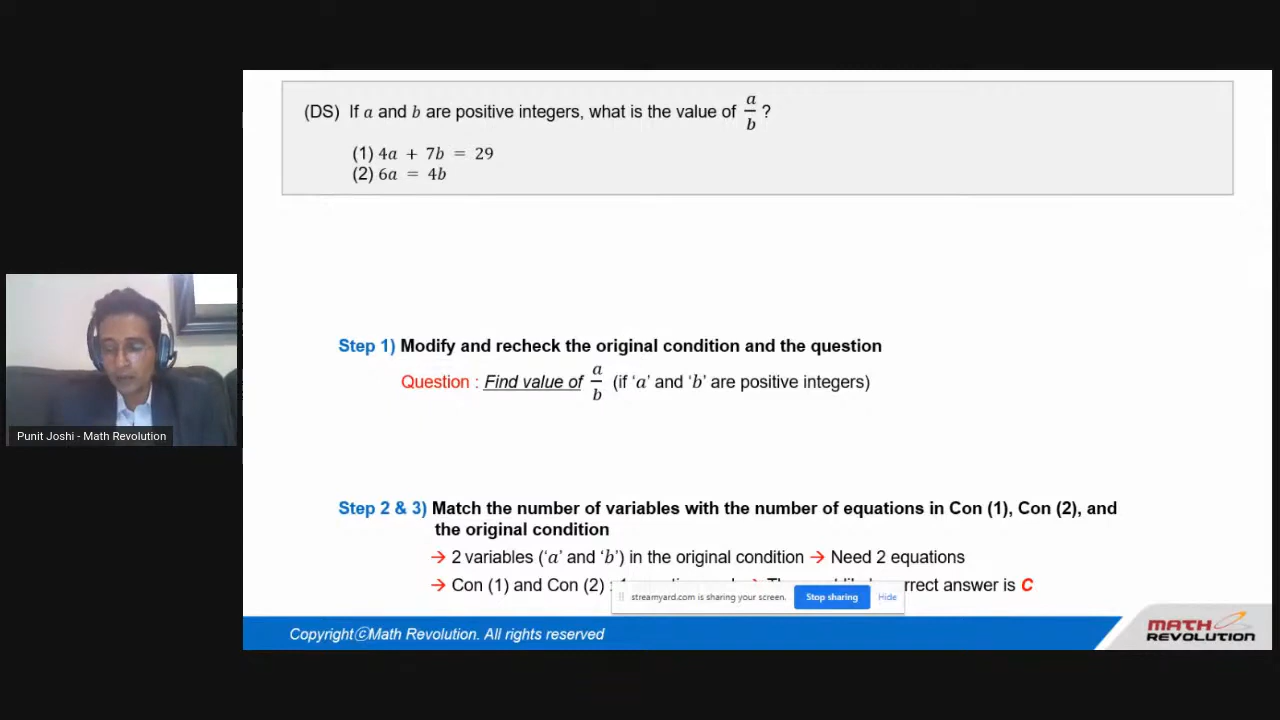 (DS) If a and b are positive integers, what is the value of a/b ?
(1) 4a + 7b = 29
(2) 6a = 4b
Step 1) Modify and recheck the original condition and the question
Question : Find value of a/b (if ‘a’ and ‘b’ are positive integers)
Punit Joshi - Math Revolution
Step 2 & 3) Match the number of variables with the number of equations in Con (1), Con (2), and
the original condition
→ 2 variables (‘a’ and ‘b’) in the original condition → Need 2 equations
→ Con (1) and Con (2) : rrect answer is C
streamyard.com is sharing your screen. Stop sharing Hide
CopyrightⓒMath Revolution. All rights reserved
MATH
REVOLUTION